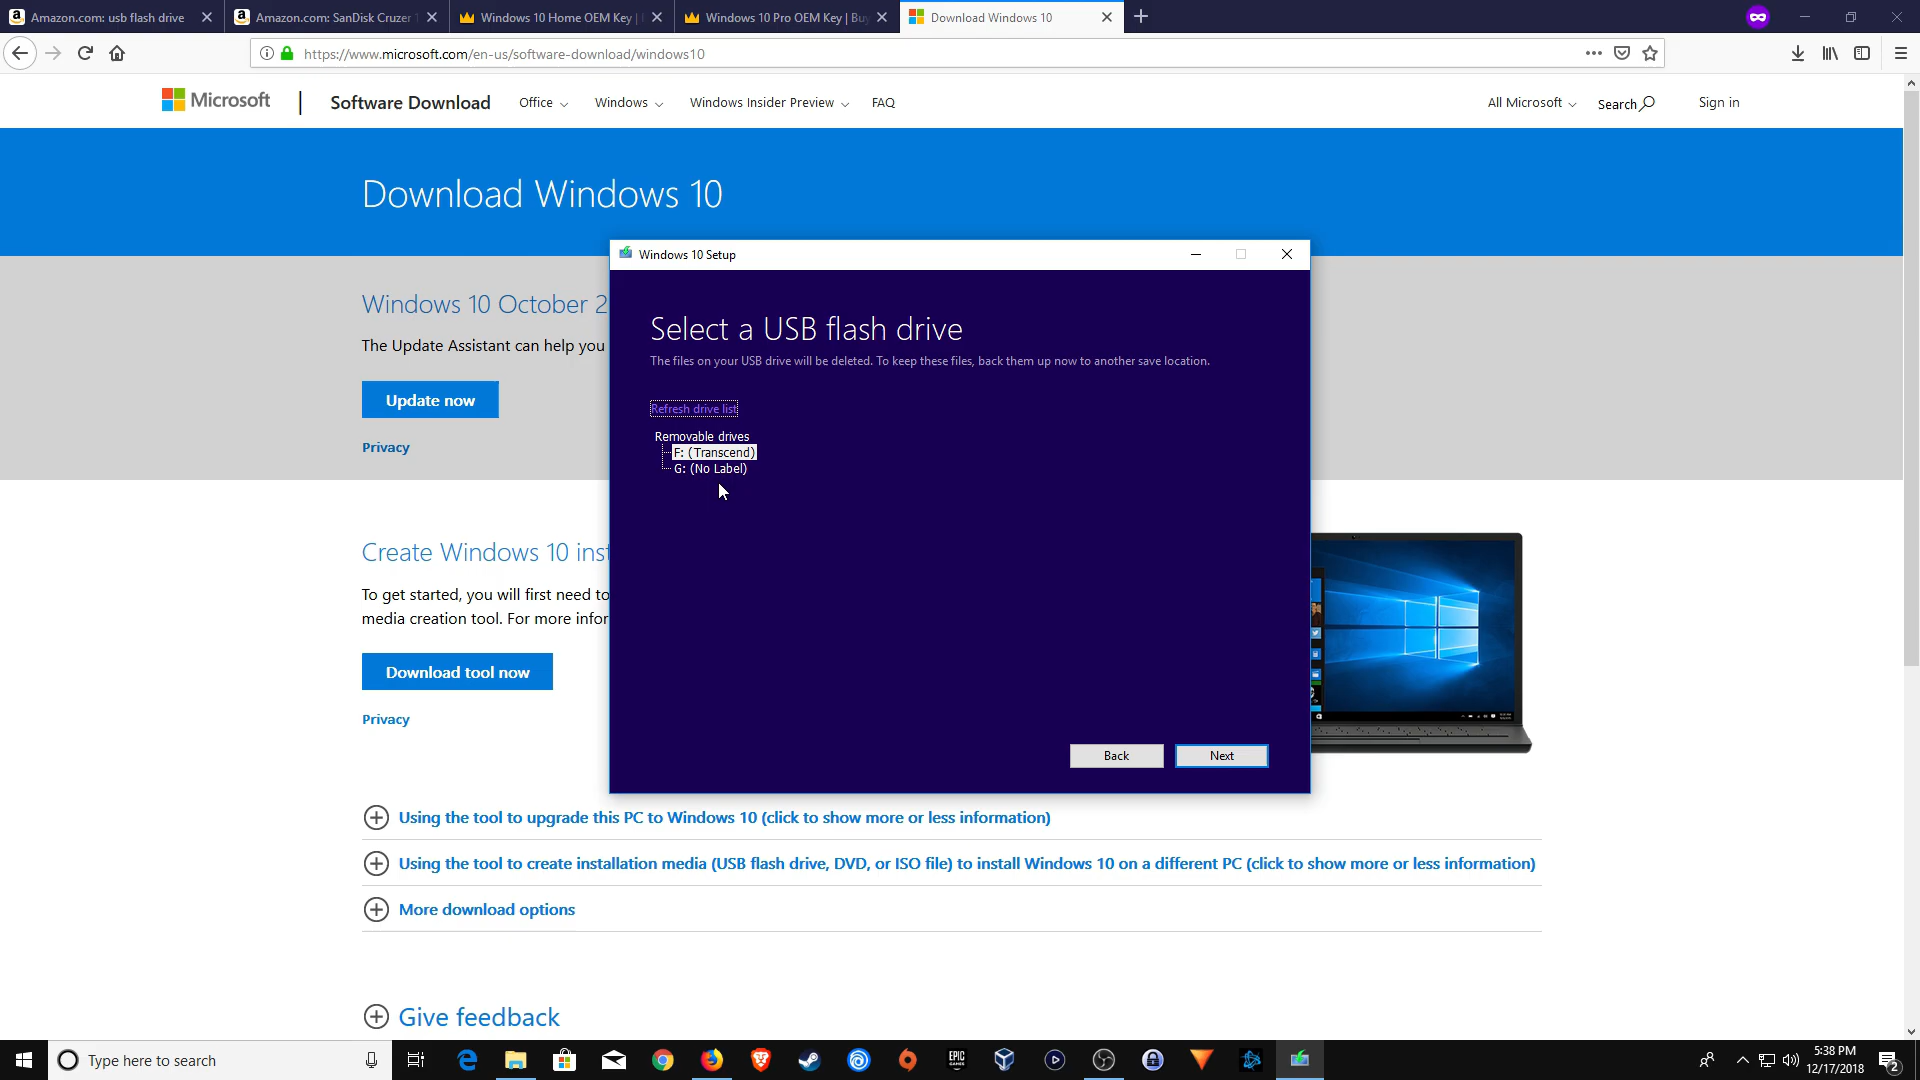 Amazon.com: usb flash drive
Amazon.com: SanDisk Cruzer
Windows 10 Home OEM Key |
Windows 10 Pro OEM Key | Bu
Download Windows 10
https://www.microsoft.com/en-us/software-download/windows10
Microsoft
Software Download
Office
Windows
Windows Insider Preview
FAQ
All Microsoft
Search
Sign in
Download Windows 10
Windows 10 October 2
The Update Assistant can help you
Update now
Privacy
Create Windows 10 inst
To get started, you will first need to
media creation tool. For more infor
Download tool now
Privacy
Windows 10 Setup
Select a USB flash drive
The files on your USB drive will be deleted. To keep these files, back them up now to another save location.
Refresh drive list
Removable drives
F: (Transcend)
G: (No Label)
Back
Next
Using the tool to upgrade this PC to Windows 10 (click to show more or less information)
Using the tool to create installation media (USB flash drive, DVD, or ISO file) to install Windows 10 on a different PC (click to show more or less information)
More download options
Give feedback
Type here to search
EPIC
GAMES
5:38 PM
12/17/2018
2